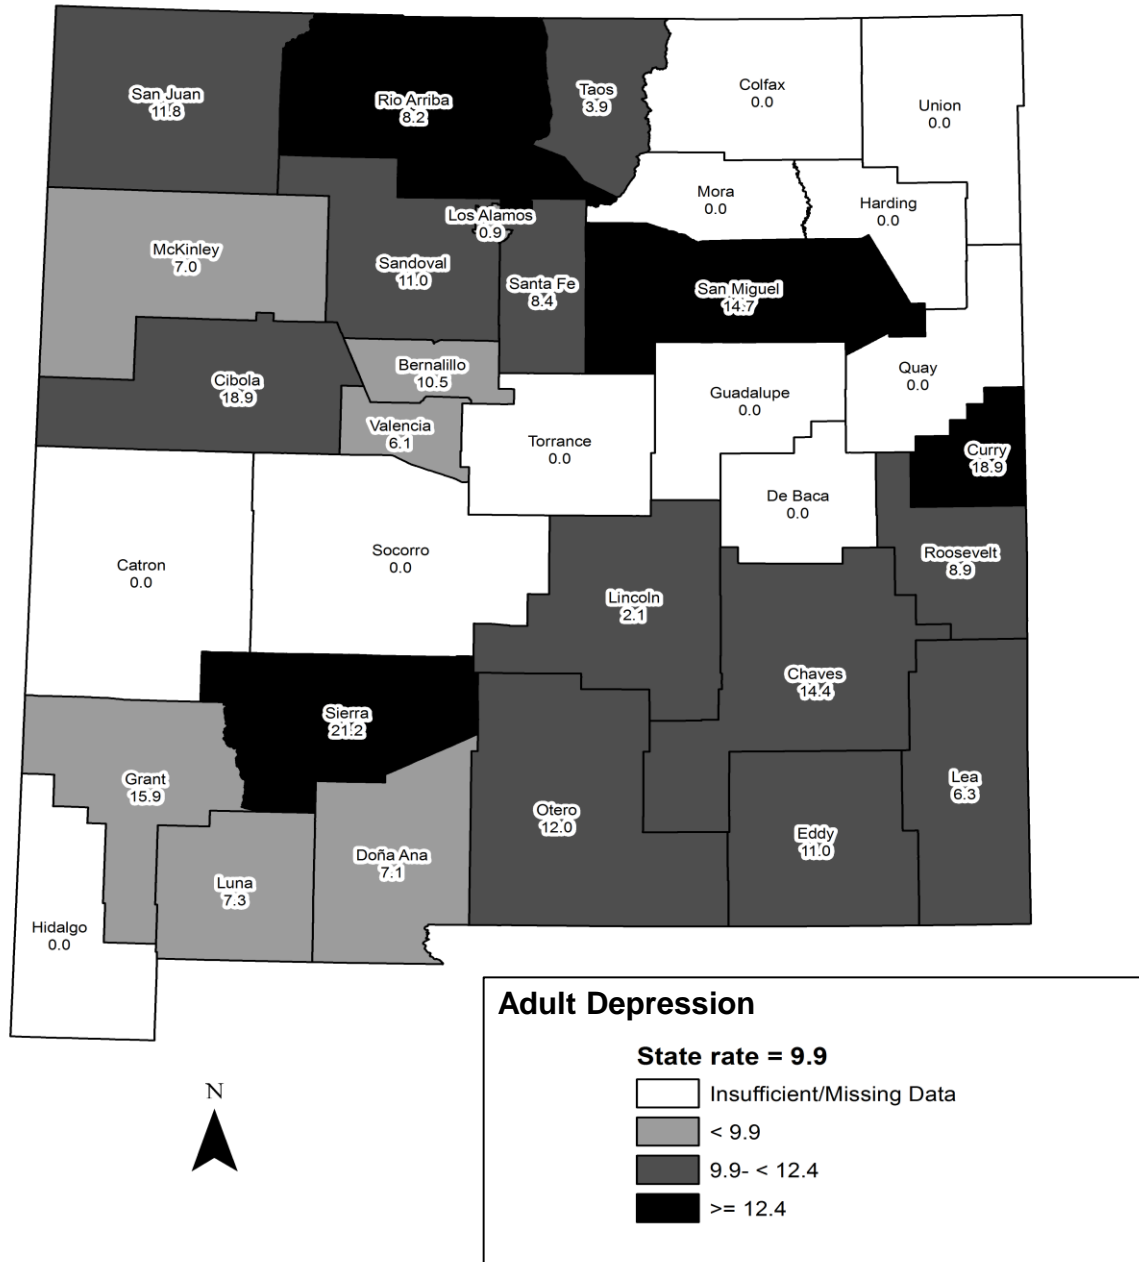 San Juan
11.8
Rio Arriba
8.2
Taos
3.9
Colfax
0.0
Union
0.0
Mora
0.0
Harding
0.0
Los Alamos
0.9
McKinley
7.0
Sandoval
11.0
Santa Fe
8.4
San Miguel
14.7
Bernalillo
10.5
Cibola
18.9
Quay
0.0
Guadalupe
0.0
Valencia
6.1
Torrance
0.0
Curry
18.9
De Baca
0.0
Catron
0.0
Socorro
0.0
Roosevelt
8.9
Lincoln
2.1
Chaves
14.4
Sierra
21.2
Grant
15.9
Lea
6.3
Otero
12.0
Eddy
11.0
Doña Ana
7.1
Luna
7.3
Hidalgo
0.0
N
Adult Depression
State rate = 9.9
Insufficient/Missing Data
< 9.9
9.9- < 12.4
>= 12.4